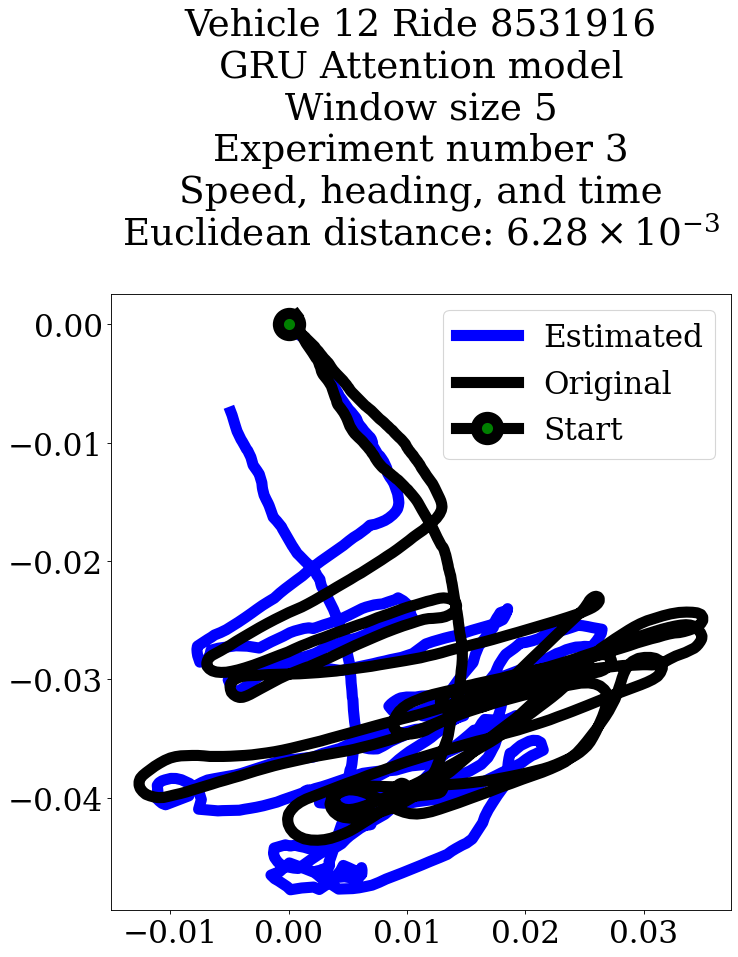 Vehicle 12 Ride 8531916
GRU Attention model
Window size 5
Experiment number 3
Speed, heading, and time
Euclidean distance: 6.28 × 10⁻³
Estimated
Original
Start
0.00
−0.01
−0.02
−0.03
−0.04
−0.01 0.00 0.01 0.02 0.03